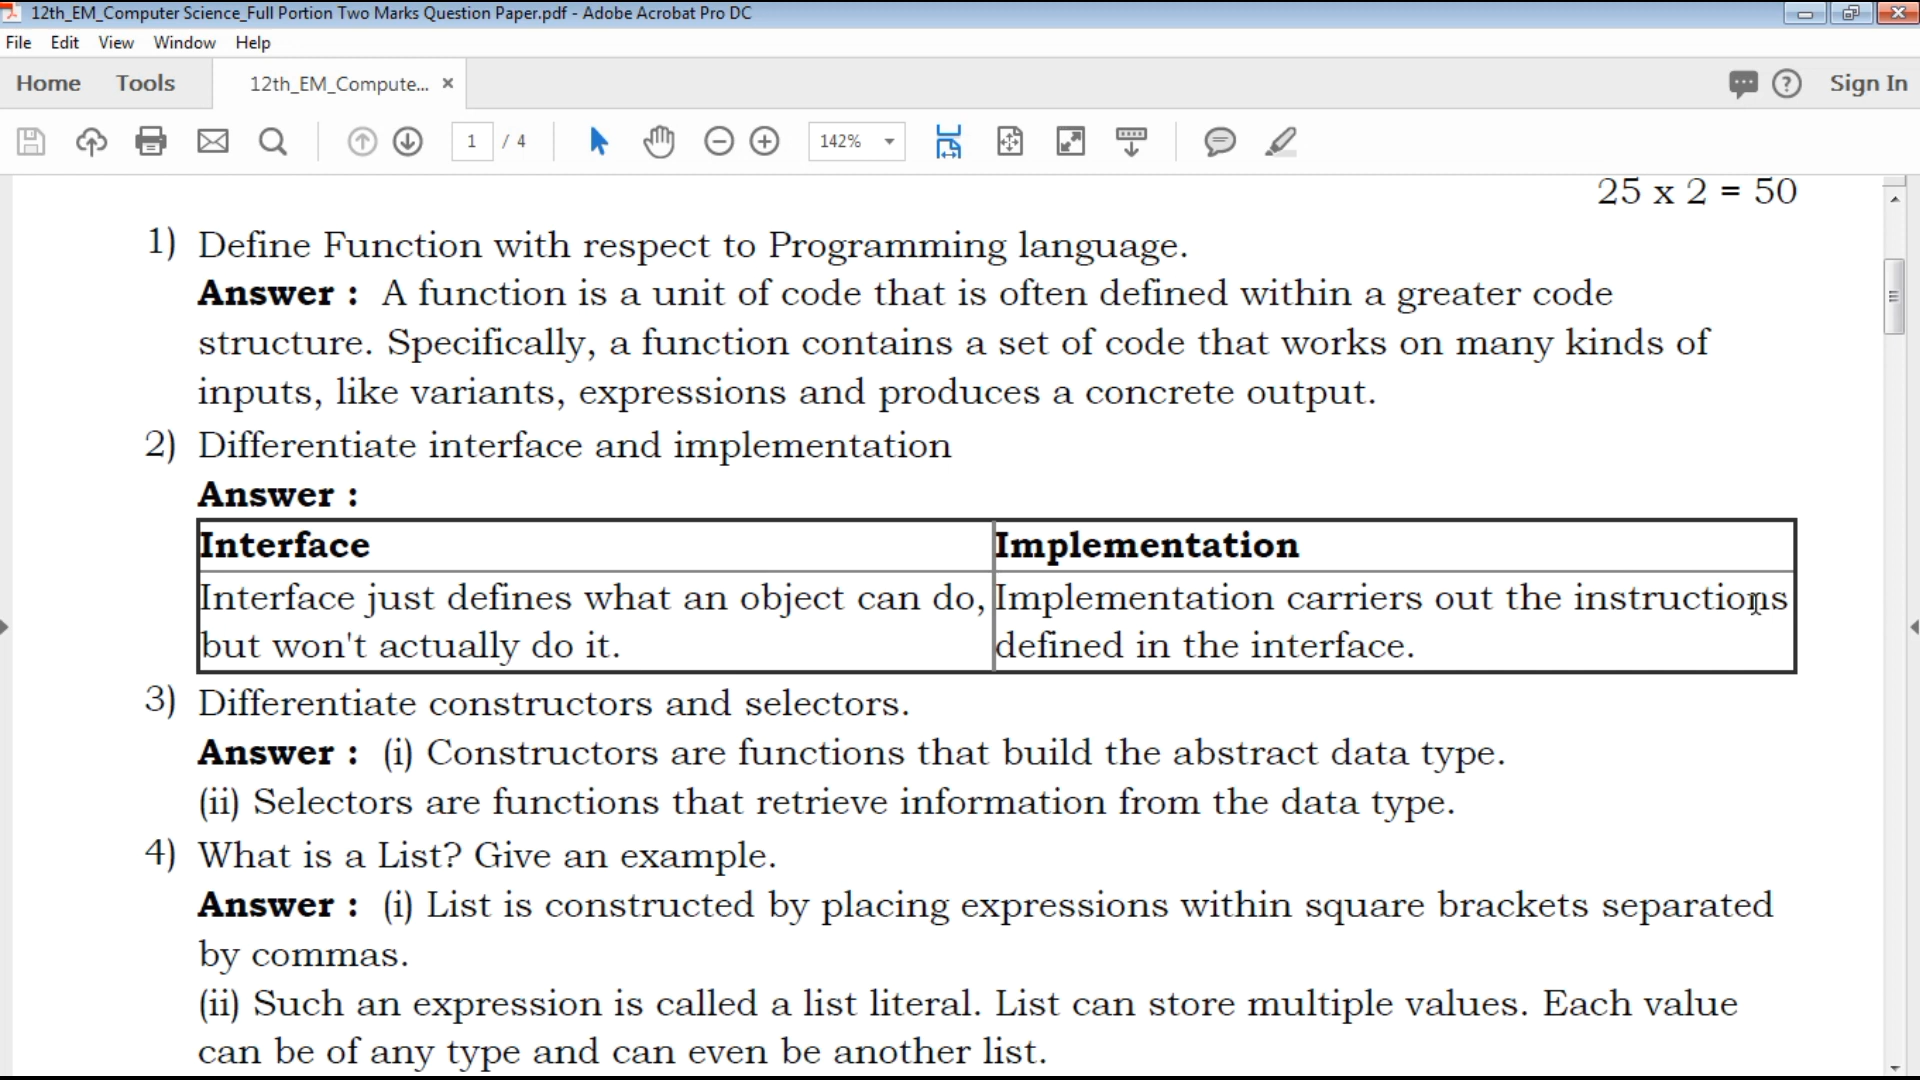 12th_EM_Computer Science_Full Portion Two Marks Question Paper.pdf - Adobe Acrobat Pro DC
File Edit View Window Help
Home Tools 12th_EM_Compute... × Sign In
1 / 4 142%
25 x 2 = 50
1) Define Function with respect to Programming language.
Answer : A function is a unit of code that is often defined within a greater code
structure. Specifically, a function contains a set of code that works on many kinds of
inputs, like variants, expressions and produces a concrete output.
2) Differentiate interface and implementation
Answer :
Interface Implementation
Interface just defines what an object can do, Implementation carriers out the instructions
but won't actually do it. defined in the interface.
3) Differentiate constructors and selectors.
Answer : (i) Constructors are functions that build the abstract data type.
(ii) Selectors are functions that retrieve information from the data type.
4) What is a List? Give an example.
Answer : (i) List is constructed by placing expressions within square brackets separated
by commas.
(ii) Such an expression is called a list literal. List can store multiple values. Each value
can be of any type and can even be another list.